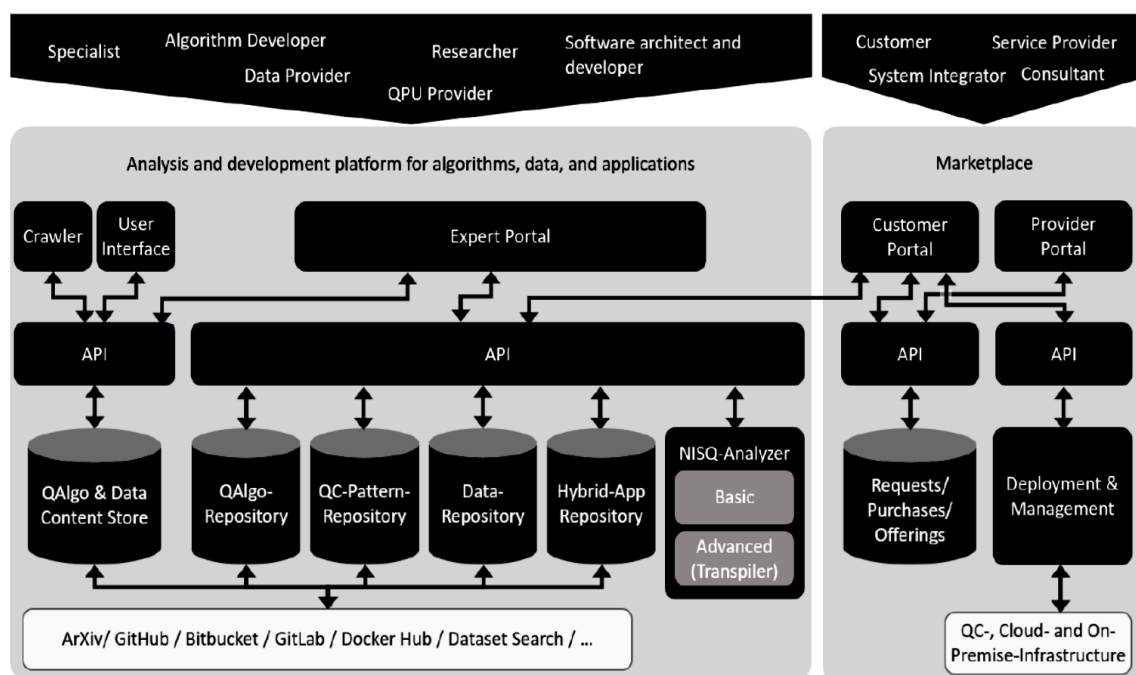 Specialist
Algorithm Developer
Data Provider
Researcher
QPU Provider
Software architect and
developer
Customer
Service Provider
System Integrator
Consultant
Analysis and development platform for algorithms, data, and applications
Marketplace
Crawler
User
Interface
Expert Portal
Customer
Portal
Provider
Portal
API
API
API
API
QAlgo & Data
Content Store
QAlgo-
Repository
QC-Pattern-
Repository
Data-
Repository
Hybrid-App
Repository
NISQ-Analyzer
Basic
Advanced
(Transpiler)
Requests/
Purchases/
Offerings
Deployment &
Management
ArXiv/ GitHub / Bitbucket / GitLab / Docker Hub / Dataset Search / ...
QC-, Cloud- and On-
Premise-Infrastructure